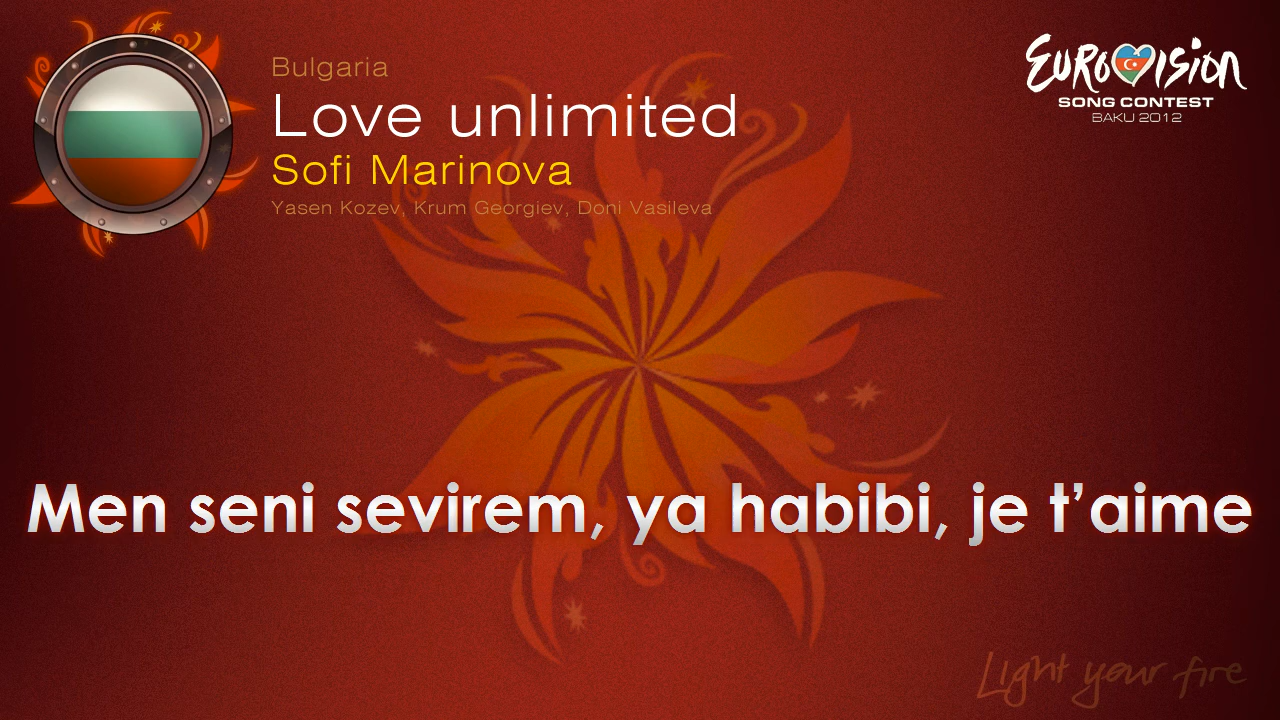 Bulgaria
Love unlimited
Sofi Marinova
Yasen Kozev, Krum Georgiev, Doni Vasileva
EUROVISION
SONG CONTEST
BAKU 2012
Men seni sevirem, ya habibi, je t’aime
Light your fire